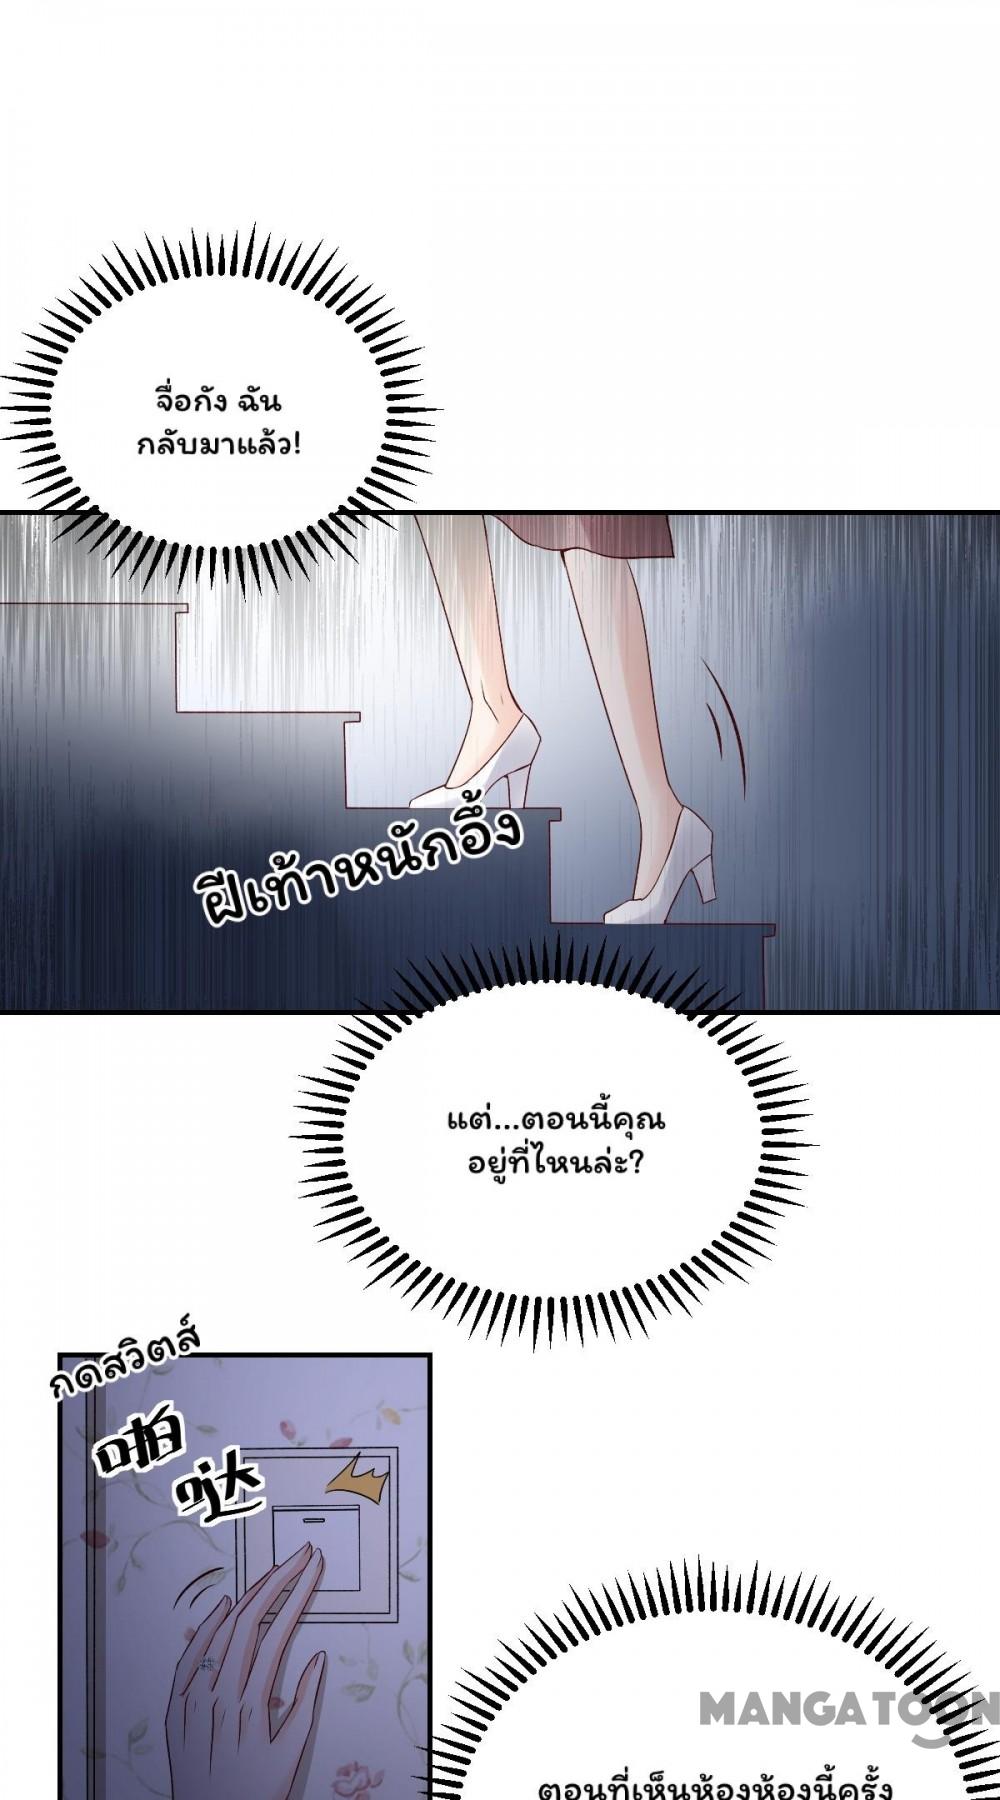 จื่อกัง ฉัน
กลับมาแล้ว!
ฝีเท้าหนักอึ้ง
แต่...ตอนนี้คุณ
อยู่ที่ไหนล่ะ?
กดสวิตส์
啪
哒
MANGATOON
ตอนที่เห็นห้องห้องนี้ครั้ง